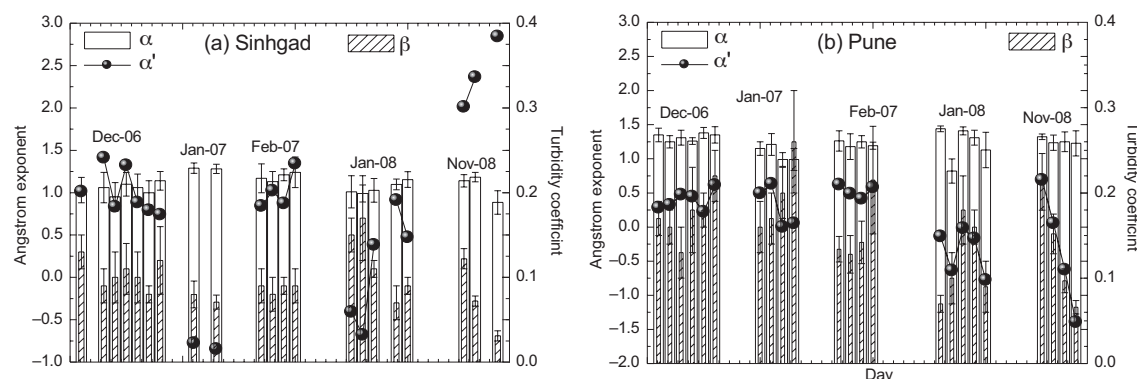 3.0
2.5
2.0
1.5
1.0
0.5
0.0
–0.5
–1.0
Angstrom exponent
α
α'
(a) Sinhgad
β
Dec-06
Jan-07
Feb-07
Jan-08
Nov-08
0.4
0.3
0.2
0.1
0.0
Turbidity coefficint
3.0
2.5
2.0
1.5
1.0
0.5
0.0
–0.5
–1.0
–1.5
–2.0
Angstrom exponent
α
α'
(b) Pune
β
Dec-06
Jan-07
Feb-07
Jan-08
Nov-08
0.4
0.3
0.2
0.1
0.0
Turbidity coefficint
Day